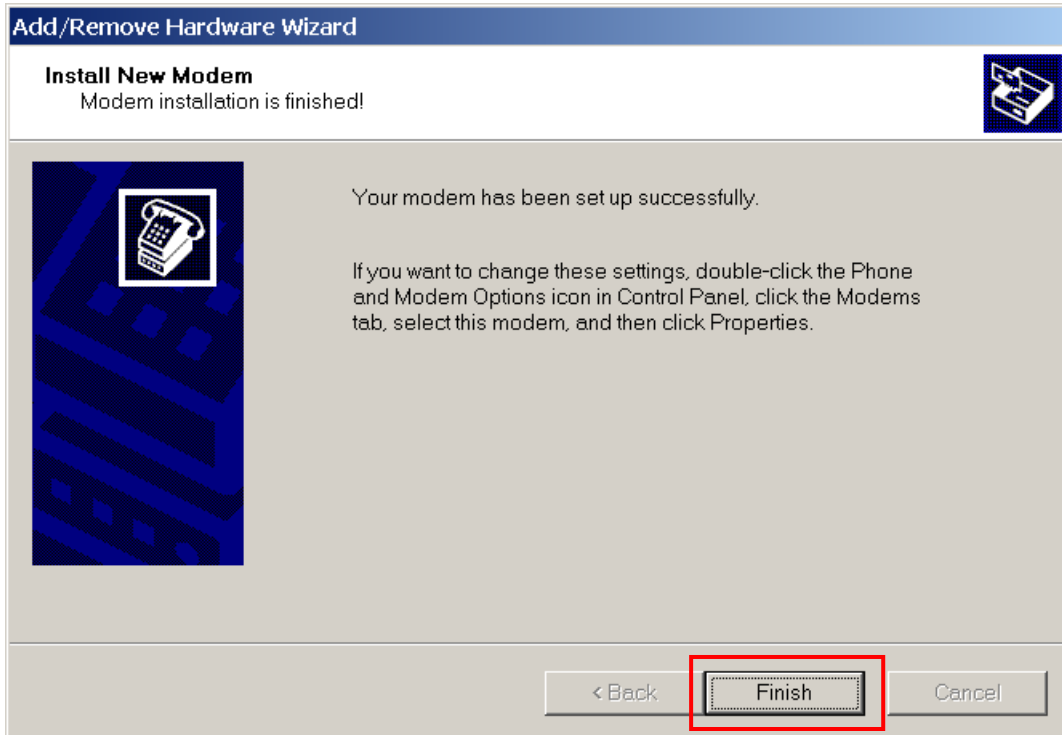 Add/Remove Hardware Wizard
Install New Modem
Modem installation is finished!
Your modem has been set up successfully.
If you want to change these settings, double-click the Phone
and Modem Options icon in Control Panel, click the Modems
tab, select this modem, and then click Properties.
< Back
Finish
Cancel